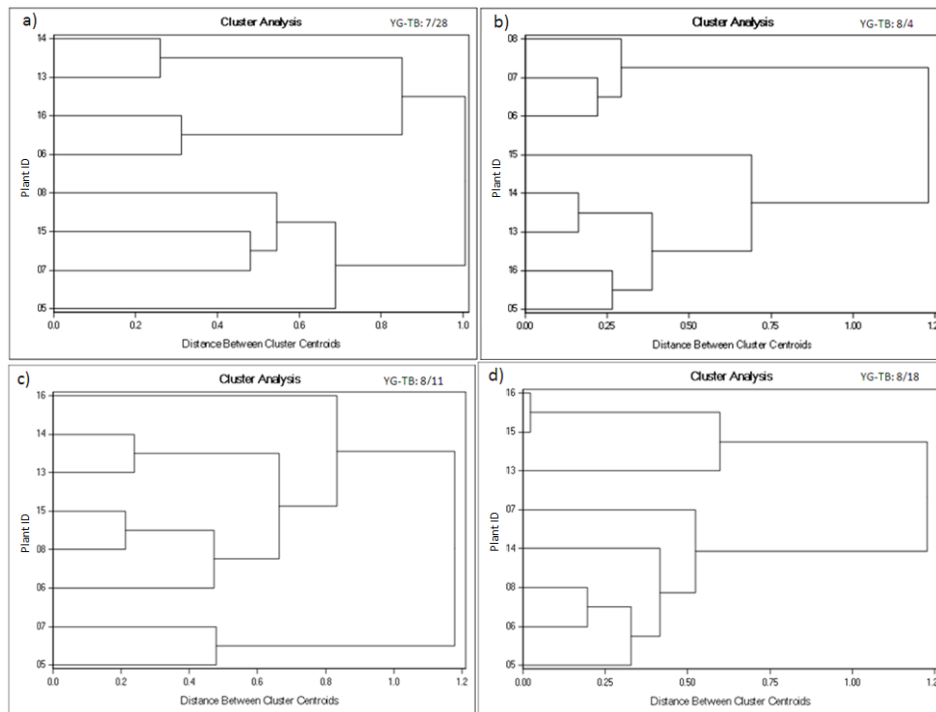 a)
Cluster Analysis
YG-TB: 7/28
14
13
16
06
08
15
07
05
Plant ID
0.0 0.2 0.4 0.6 0.8 1.0
Distance Between Cluster Centroids
b)
Cluster Analysis
YG-TB: 8/4
08
07
06
15
14
13
16
05
Plant ID
0.00 0.25 0.50 0.75 1.00 1.25
Distance Between Cluster Centroids
c)
Cluster Analysis
YG-TB: 8/11
16
14
13
15
08
06
07
05
Plant ID
0.0 0.2 0.4 0.6 0.8 1.0 1.2
Distance Between Cluster Centroids
d)
Cluster Analysis
YG-TB: 8/18
16
15
13
07
14
08
06
05
Plant ID
0.00 0.25 0.50 0.75 1.00 1.25
Distance Between Cluster Centroids